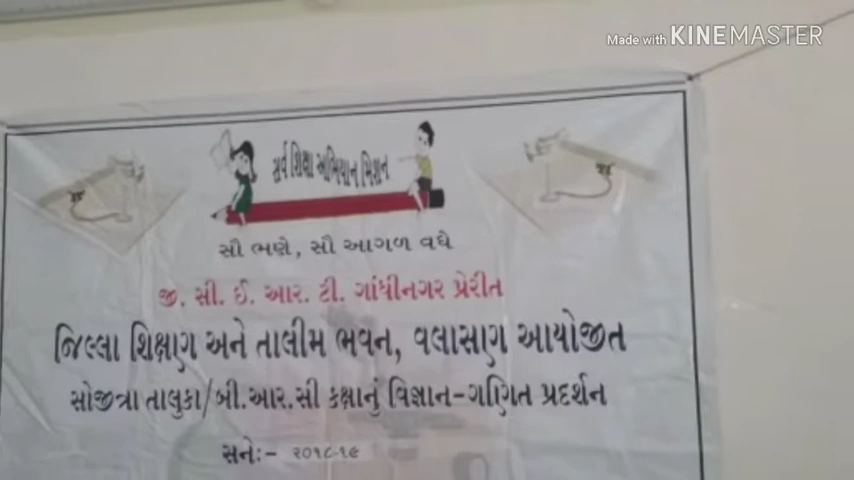 Made with KINEMASTER
સર્વ શિક્ષા અભિયાન મિશન
સૌ ભણે, સૌ આગળ વધે
જી. સી. ઈ. આર. ટી. ગાંધીનગર પ્રેરીત
જિલ્લા શિક્ષણ અને તાલીમ ભવન, વલાસણ આયોજીત
સોજીત્રા તાલુકા/બી.આર.સી કક્ષાનું વિજ્ઞાન-ગણિત પ્રદર્શન
સને:- ૨૦૧૮-૧૯